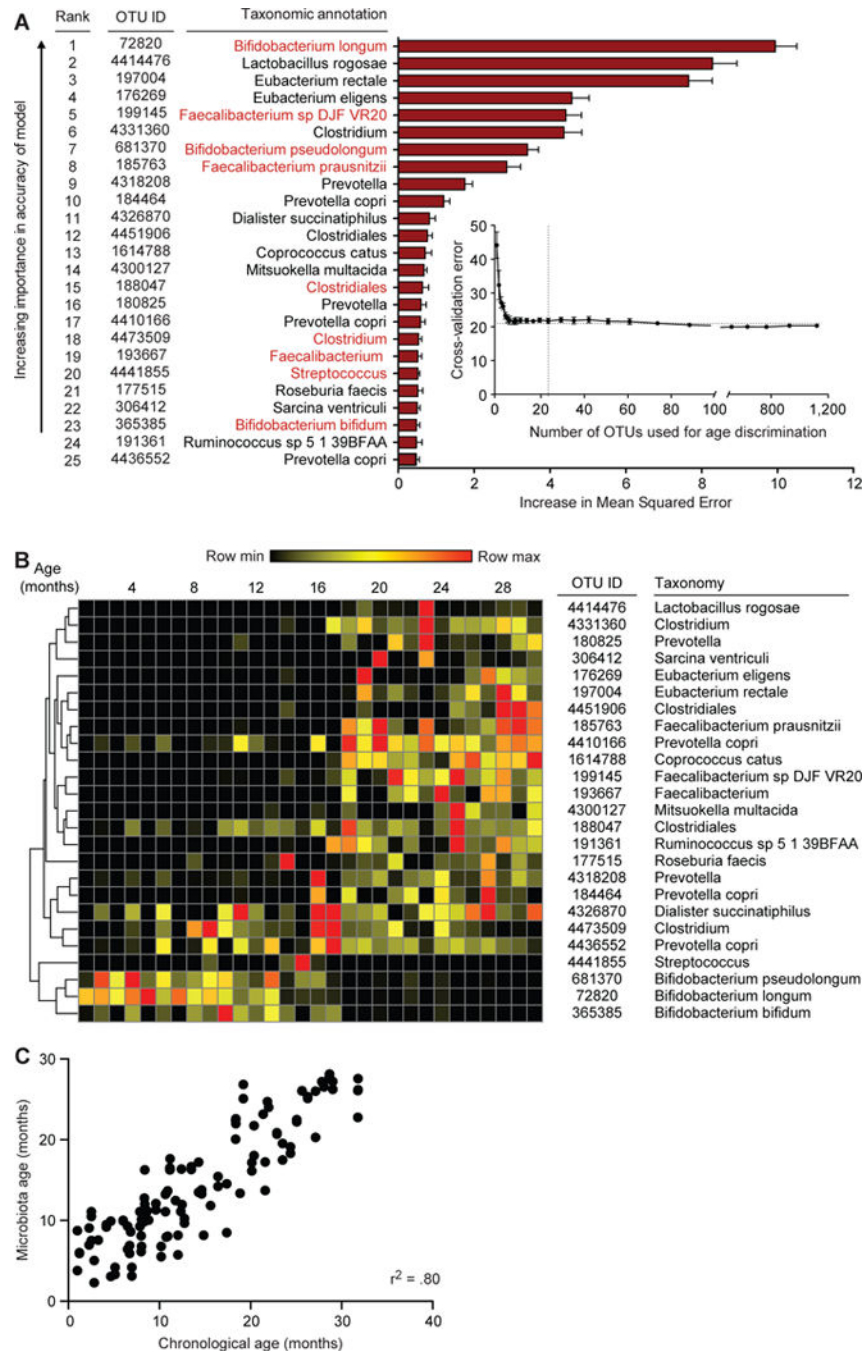 A
Rank OTU ID Taxonomic annotation
Increasing importance in accuracy of model
1 72820 Bifidobacterium longum
2 4414476 Lactobacillus rogosae
3 197004 Eubacterium rectale
4 176269 Eubacterium eligens
5 199145 Faecalibacterium sp DJF VR20
6 4331360 Clostridium
7 681370 Bifidobacterium pseudolongum
8 185763 Faecalibacterium prausnitzii
9 4318208 Prevotella
10 184464 Prevotella copri
11 4326870 Dialister succinatiphilus
12 4451906 Clostridiales
13 1614788 Coprococcus catus
14 4300127 Mitsuokella multacida
15 188047 Clostridiales
16 180825 Prevotella
17 4410166 Prevotella copri
18 4473509 Clostridium
19 193667 Faecalibacterium
20 4441855 Streptococcus
21 177515 Roseburia faecis
22 306412 Sarcina ventriculi
23 365385 Bifidobacterium bifidum
24 191361 Ruminococcus sp 5 1 39BFAA
25 4436552 Prevotella copri
0 2 4 6 8 10 12
Increase in Mean Squared Error
Cross-validation error
50
40
30
20
10
0
0 20 40 60 80 100 800 1,200
Number of OTUs used for age discrimination
B
Row min Row max
Age (months) 4 8 12 16 20 24 28
OTU ID Taxonomy
4414476 Lactobacillus rogosae
4331360 Clostridium
180825 Prevotella
306412 Sarcina ventriculi
176269 Eubacterium eligens
197004 Eubacterium rectale
4451906 Clostridiales
185763 Faecalibacterium prausnitzii
4410166 Prevotella copri
1614788 Coprococcus catus
199145 Faecalibacterium sp DJF VR20
193667 Faecalibacterium
4300127 Mitsuokella multacida
188047 Clostridiales
191361 Ruminococcus sp 5 1 39BFAA
177515 Roseburia faecis
4318208 Prevotella
184464 Prevotella copri
4326870 Dialister succinatiphilus
4473509 Clostridium
4436552 Prevotella copri
4441855 Streptococcus
681370 Bifidobacterium pseudolongum
72820 Bifidobacterium longum
365385 Bifidobacterium bifidum
C
Microbiota age (months)
30
20
10
0
r² = .80
0 10 20 30 40
Chronological age (months)